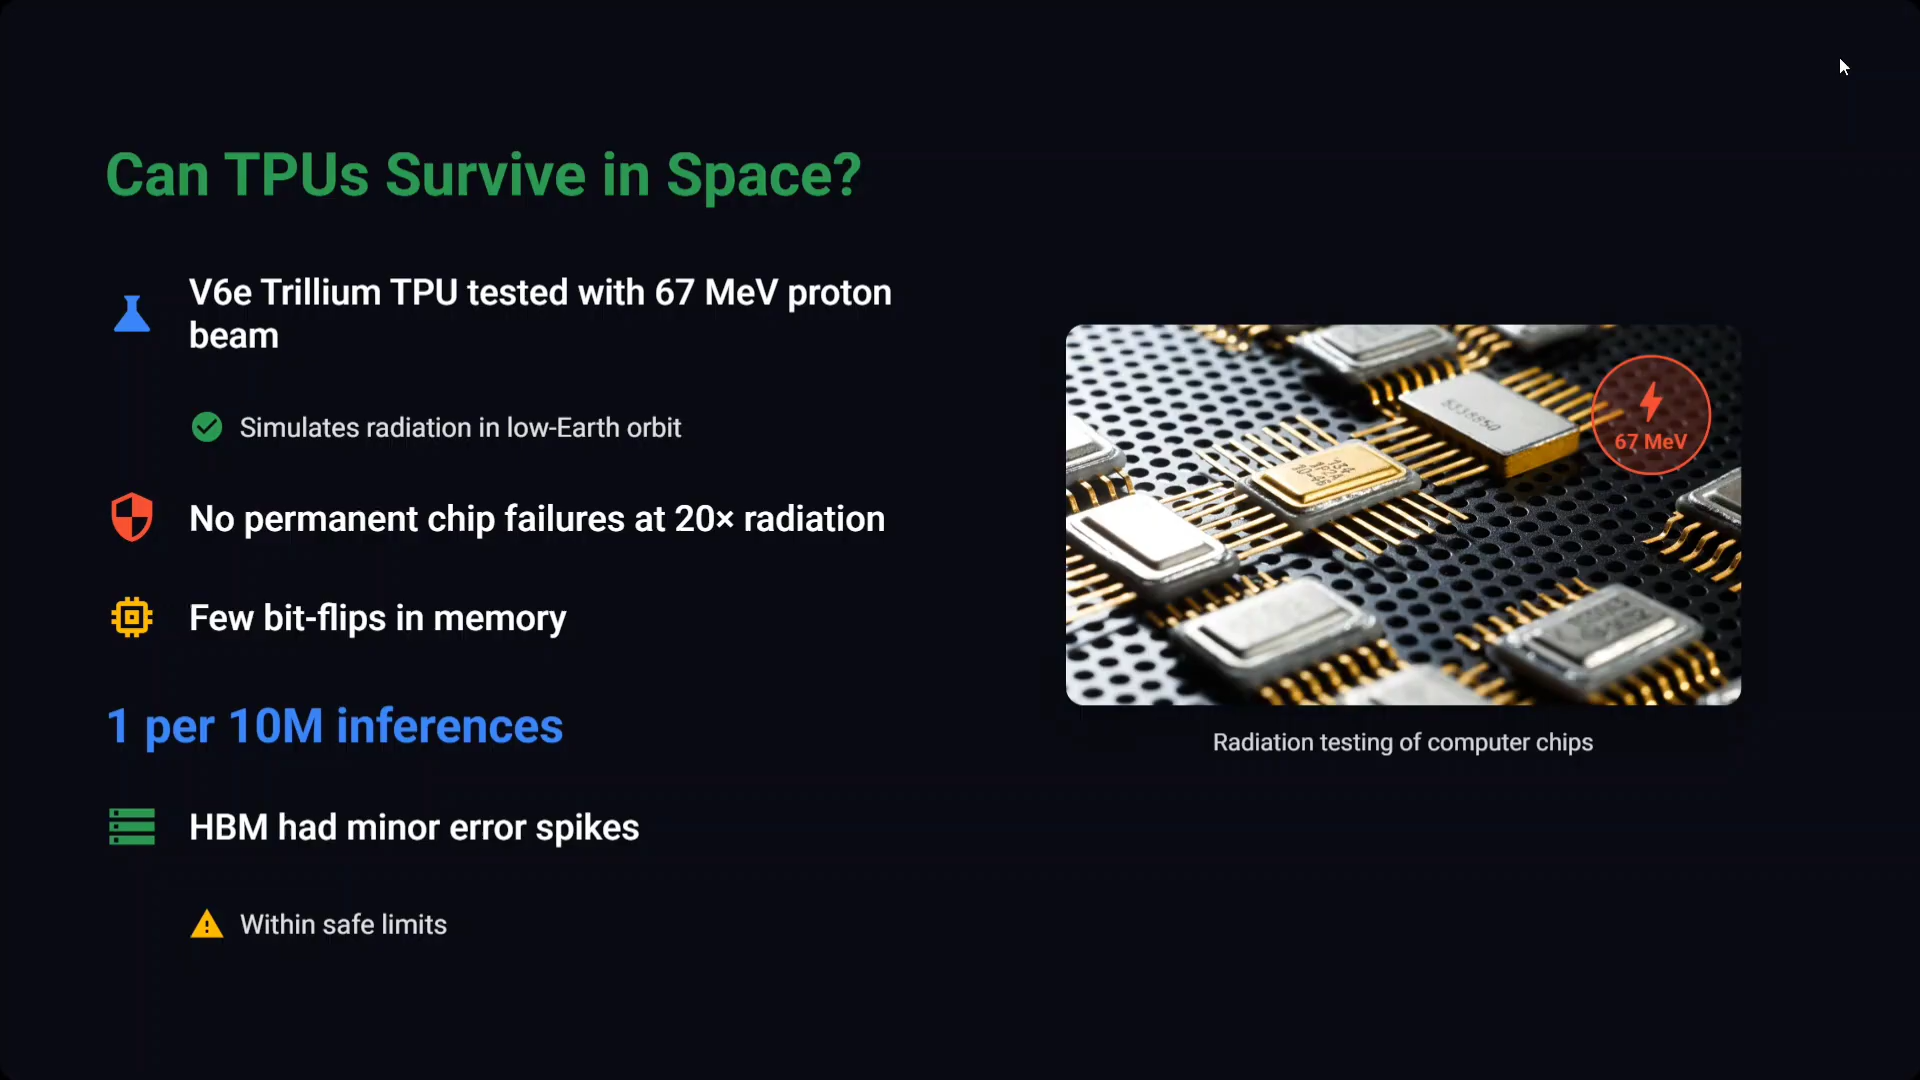 Can TPUs Survive in Space?
V6e Trillium TPU tested with 67 MeV proton
beam
Simulates radiation in low-Earth orbit
No permanent chip failures at 20× radiation
Few bit-flips in memory
1 per 10M inferences
HBM had minor error spikes
Within safe limits
67 MeV
Radiation testing of computer chips